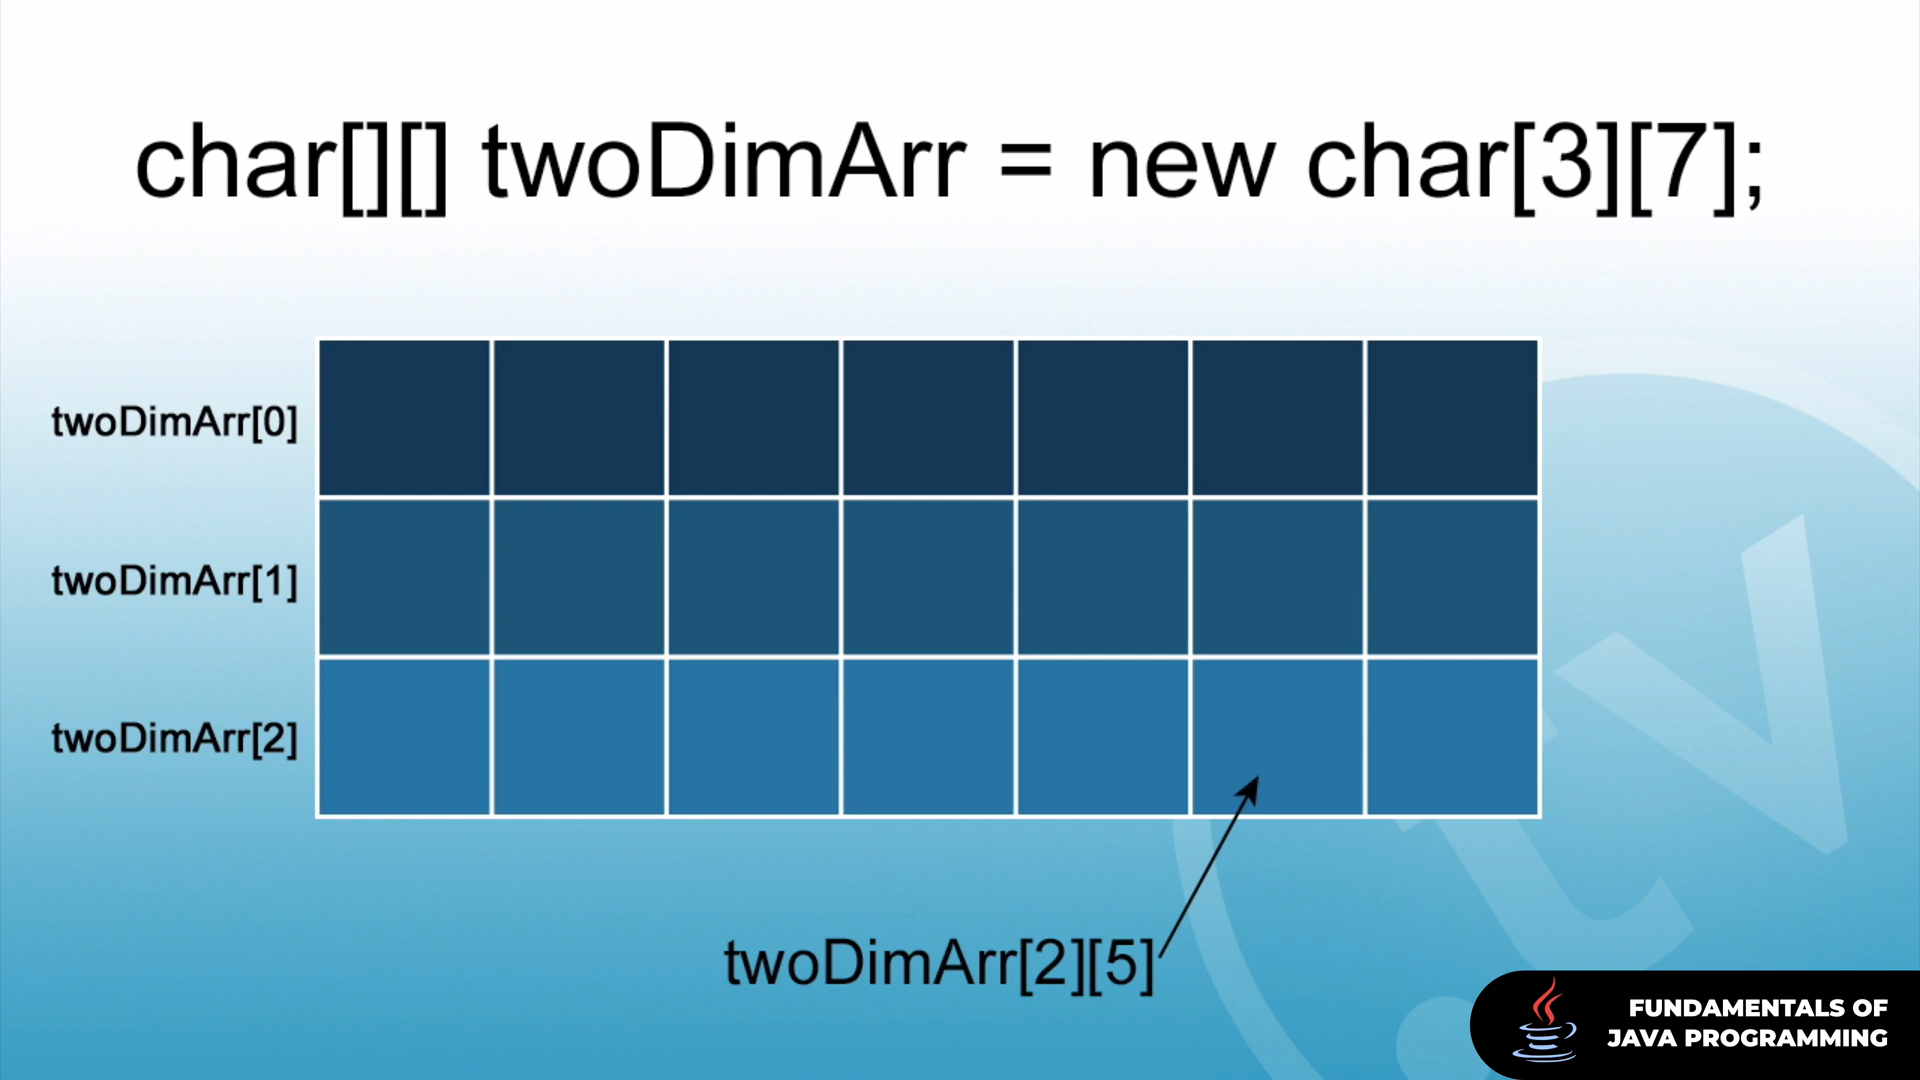 char[][] twoDimArr = new char[3][7];
twoDimArr[0]
twoDimArr[1]
twoDimArr[2]
twoDimArr[2][5]
tv
FUNDAMENTALS OF
JAVA PROGRAMMING